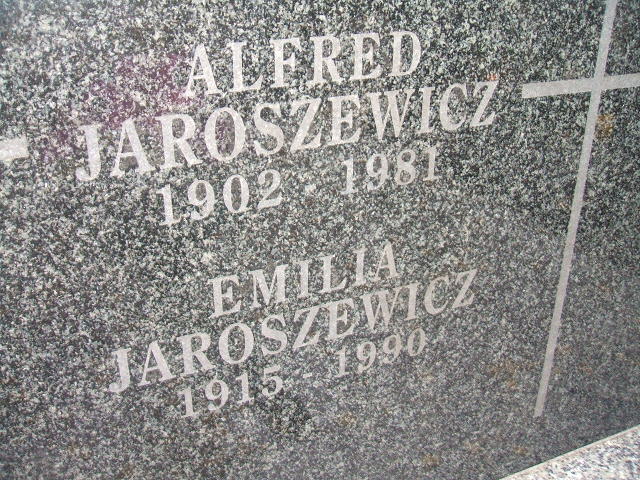 ALFRED
JAROSZEWICZ
1902 - 1981
EMILIA
JAROSZEWICZ
1915 1990